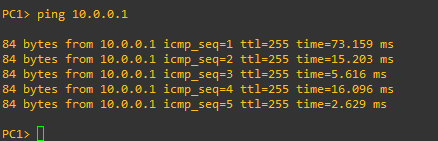 PC1> ping 10.0.0.1
84 bytes from 10.0.0.1 icmp_seq=1 ttl=255 time=73.159 ms
84 bytes from 10.0.0.1 icmp_seq=2 ttl=255 time=15.203 ms
84 bytes from 10.0.0.1 icmp_seq=3 ttl=255 time=5.616 ms
84 bytes from 10.0.0.1 icmp_seq=4 ttl=255 time=16.096 ms
84 bytes from 10.0.0.1 icmp_seq=5 ttl=255 time=2.629 ms
PC1>